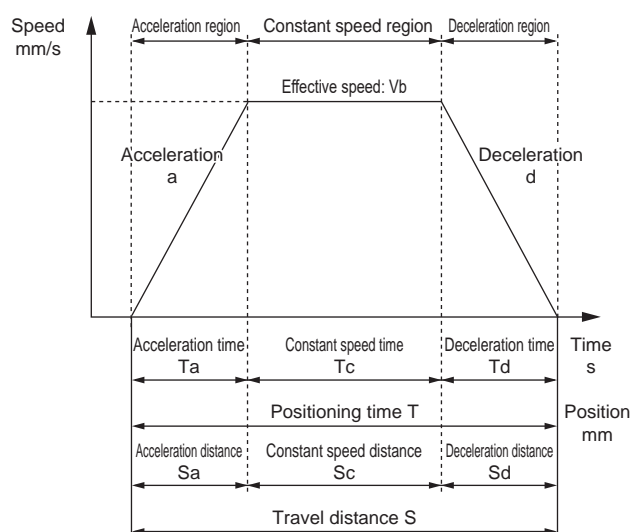 Speed
mm/s
Acceleration region
Constant speed region
Deceleration region
Effective speed: Vb
Acceleration
a
Deceleration
d
Acceleration time
Ta
Constant speed time
Tc
Deceleration time
Td
Time
s
Positioning time T
Position
mm
Acceleration distance
Sa
Constant speed distance
Sc
Deceleration distance
Sd
Travel distance S